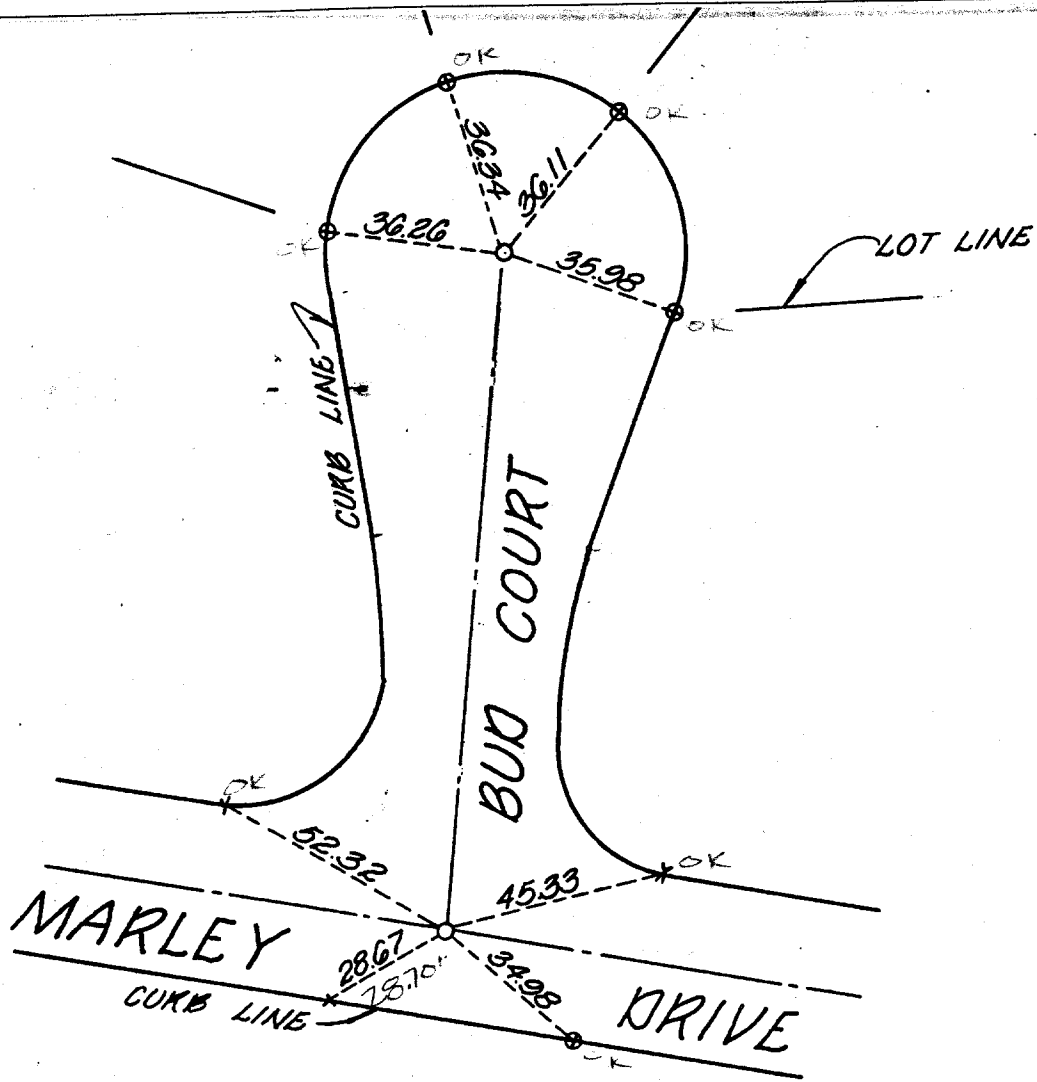 OK
OK
36.34
36.11
36.26
OK
35.98
LOT LINE
OK
CURB LINE
BUD COURT
OK
52.32
OK
45.33
MARLEY
28.67
28.70
34.98
CURB LINE
DRIVE
OK